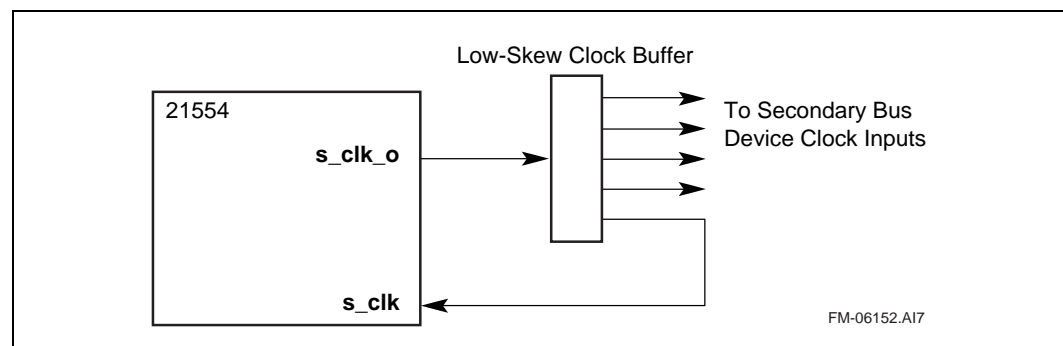 Low-Skew Clock Buffer
21554
s_clk_o
To Secondary Bus
Device Clock Inputs
s_clk
FM-06152.AI7